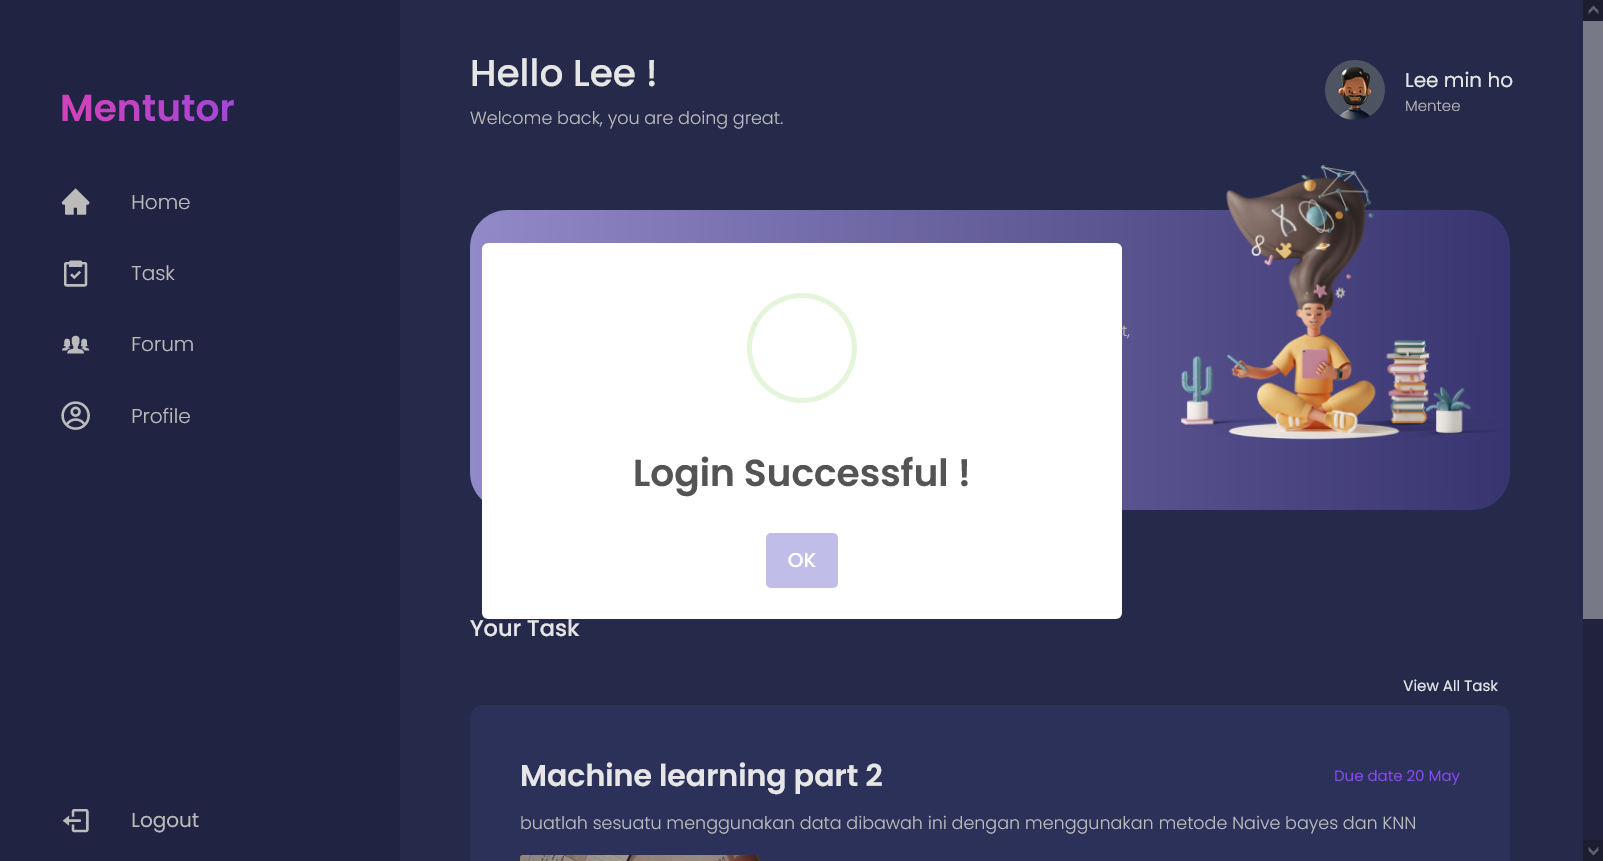 Mentutor
Home
Task
Forum
Profile
Logout
Hello Lee !
Welcome back, you are doing great.
Lee min ho
Mentee
t,
Login Successful !
OK
Your Task
View All Task
Machine learning part 2
Due date 20 May
buatlah sesuatu menggunakan data dibawah ini dengan menggunakan metode Naive bayes dan KNN